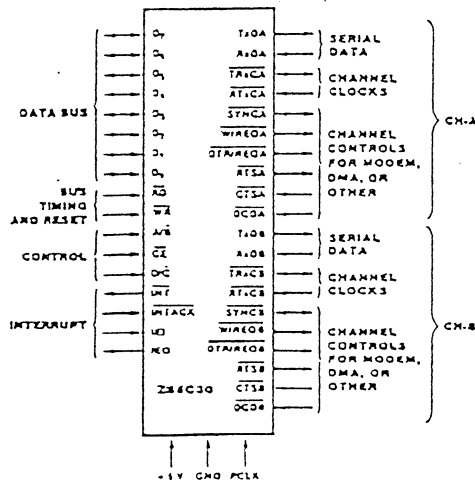 DATA BUS
BUS
TIMING
AND RESET
CONTROL
INTERRUPT
D7
D6
D5
D4
D3
D2
D1
D0
RD
WR
A/B
CE
D/C
INT
INTACK
IEI
IEO
TxDA
RxDA
TRxCA
RTxCA
SYNCA
W/REQA
DTR/REQA
RTSA
CTSA
DCDA
TxDB
RxDB
TRxCB
RTxCB
SYNCB
W/REQB
DTR/REQB
RTSB
CTSB
DCDB
SERIAL
DATA
CHANNEL
CLOCKS
CHANNEL
CONTROLS
FOR MODEM,
DMA, OR
OTHER
CH-A
SERIAL
DATA
CHANNEL
CLOCKS
CHANNEL
CONTROLS
FOR MODEM,
DMA, OR
OTHER
CH-B
+5V GND PCLK